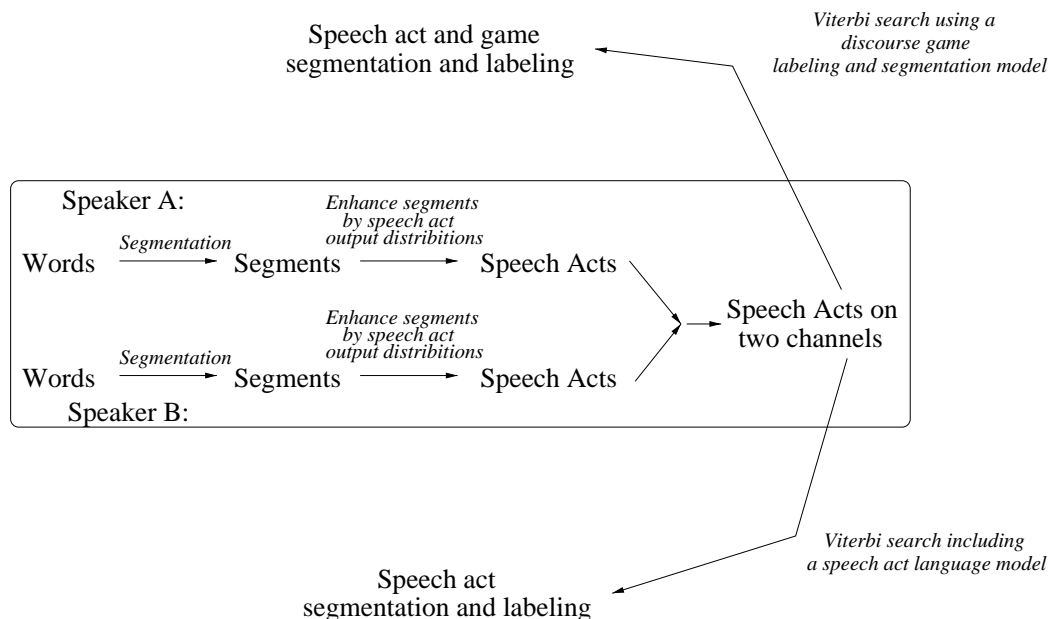 Speech act and game
segmentation and labeling
Viterbi search using a
discourse game
labeling and segmentation model
Speaker A:
Words
Segmentation
Segments
Enhance segments
by speech act
output distribitions
Speech Acts
Words
Segmentation
Segments
Enhance segments
by speech act
output distribitions
Speech Acts
Speaker B:
Speech Acts on
two channels
Viterbi search including
a speech act language model
Speech act
segmentation and labeling